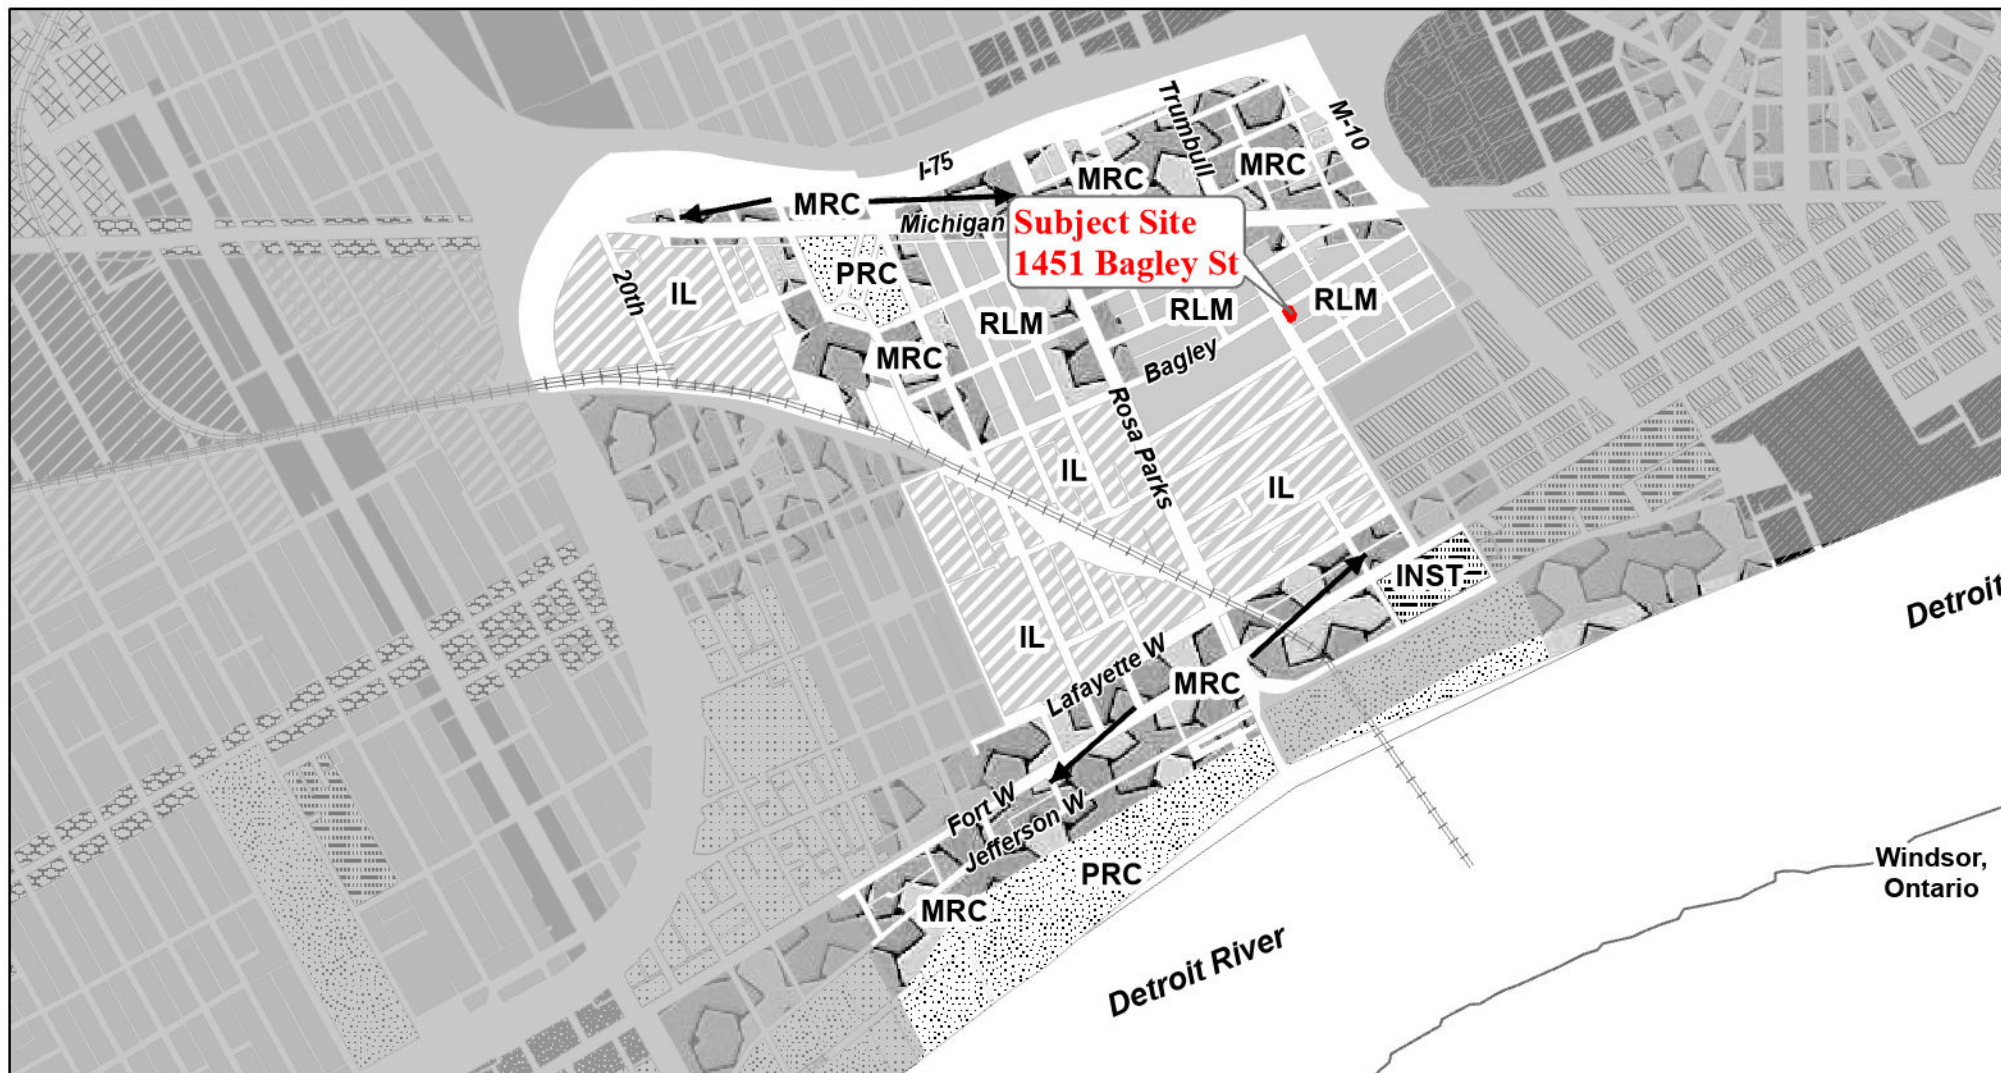 Trumbull
M-10
I-75
MRC
MRC
MRC
Michigan
Subject Site
1451 Bagley St
20th
IL
PRC
RLM
RLM
RLM
MRC
Bagley
Rosa Parks
IL
IL
INST
IL
Lafayette W
MRC
Fort W
Jefferson W
PRC
MRC
Detroit River
Detroit
Windsor,
Ontario